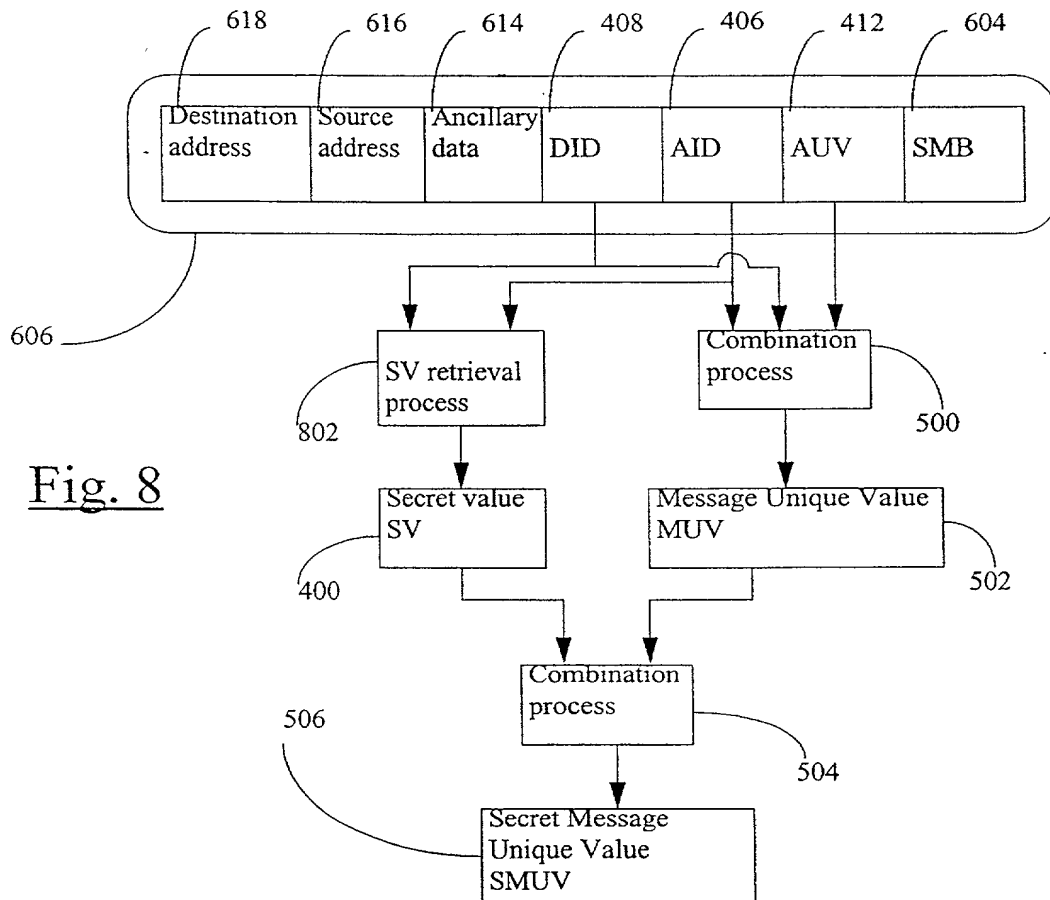 618
616
614
408
406
412
604
Destination
address
Source
address
Ancillary
data
DID
AID
AUV
SMB
606
SV retrieval
process
Combination
process
802
500
Fig. 8
Secret value
SV
Message Unique Value
MUV
400
502
Combination
process
506
504
Secret Message
Unique Value
SMUV